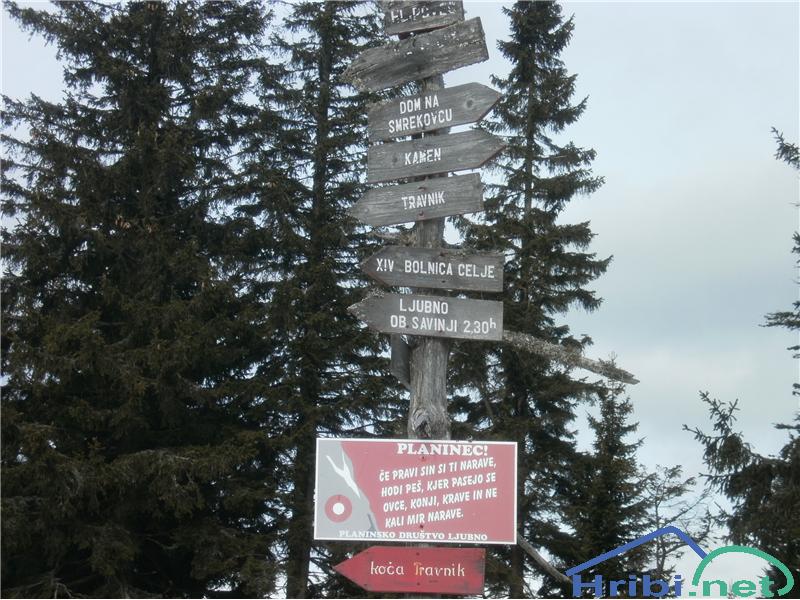 DOM NA
SMREKOVCU
KAMEN
TRAVNIK
XIV BOLNICA CELJE
LJUBNO
OB SAVINJI 2,30h
PLANINEC!
ČE PRAVI SIN SI TI NARAVE,
HODI PEŠ, KJER PASEJO SE
OVCE, KONJI, KRAVE IN NE
KALI MIR NARAVE.
PLANINSKO DRUŠTVO LJUBNO
koča Travnik
Hribi.net